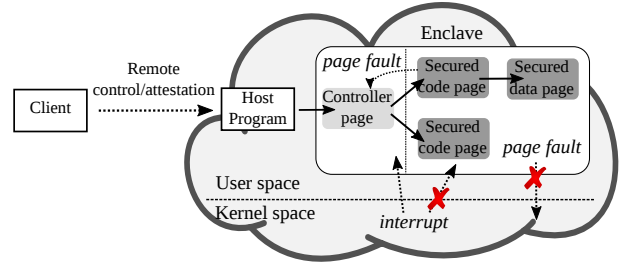 Enclave
page fault
Secured
code page
Secured
data page
Remote
control/attestation
Client
Host
Program
Controller
page
Secured
code page
page fault
User space
Kernel space
interrupt